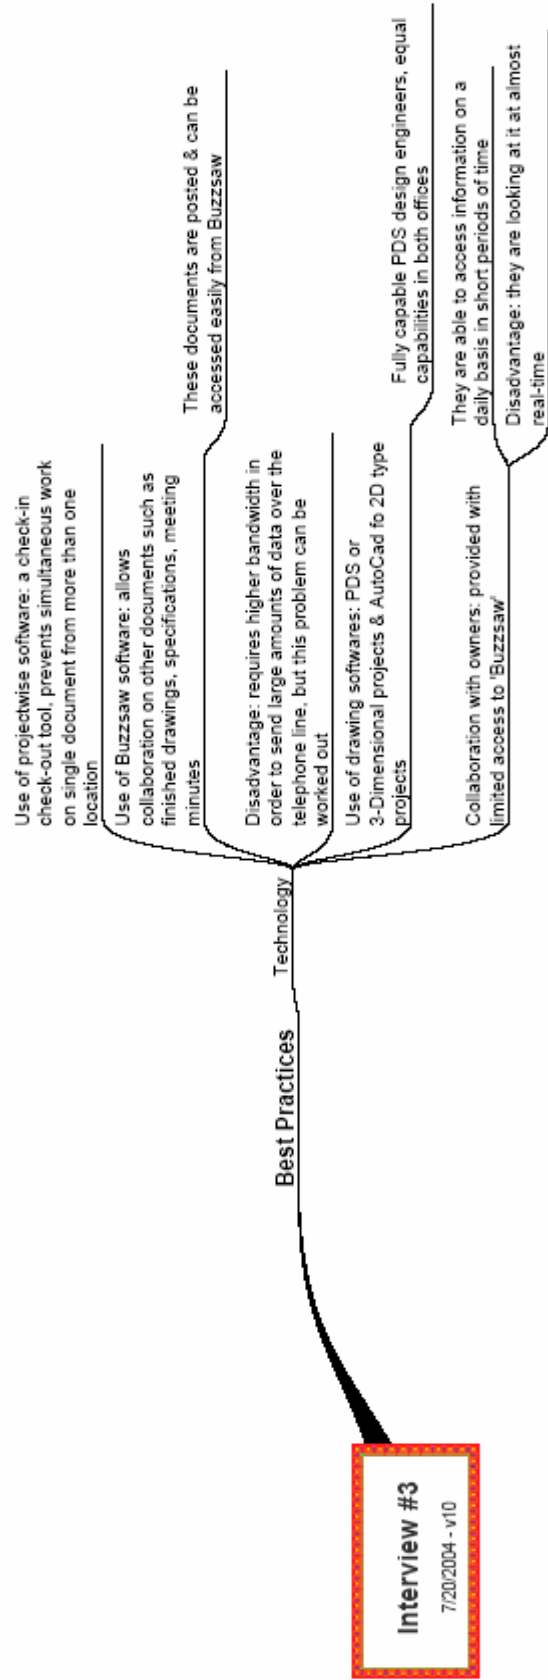 Interview #3
7/20/2004 - v10
Best Practices
Technology
Use of projectwise software: a check-in
check-out tool, prevents simultaneous work
on single document from more than one
location
Use of Buzzsaw software: allows
collaboration on other documents such as
finished drawings, specifications, meeting
minutes
These documents are posted & can be
accessed easily from Buzzsaw
Disadvantage: requires higher bandwidth in
order to send large amounts of data over the
telephone line, but this problem can be
worked out
Use of drawing softwares: PDS or
3-Dimensional projects & AutoCad fo 2D type
projects
Fully capable PDS design engineers, equal
capabilities in both offices
Collaboration with owners: provided with
limited access to 'Buzzsaw'
They are able to access information on a
daily basis in short periods of time
Disadvantage: they are looking at it at almost
real-time